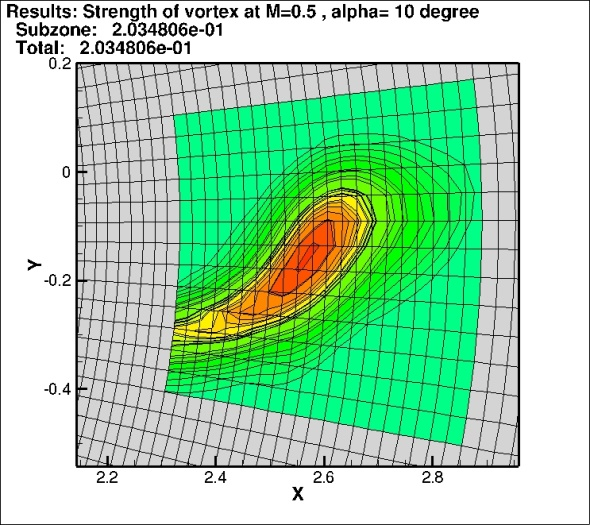 Results: Strength of vortex at M=0.5 , alpha= 10 degree
Subzone: 2.034806e-01
Total: 2.034806e-01
0.2
0
-0.2
-0.4
Y
2.2 2.4 2.6 2.8
X